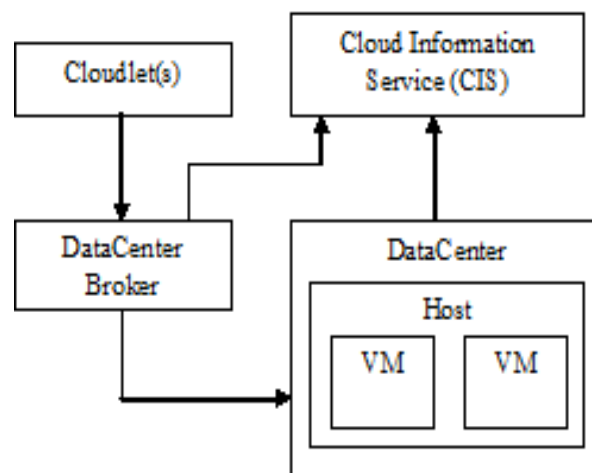 Cloudlet(s)
Cloud Information
Service (CIS)
DataCenter
Broker
DataCenter
Host
VM
VM